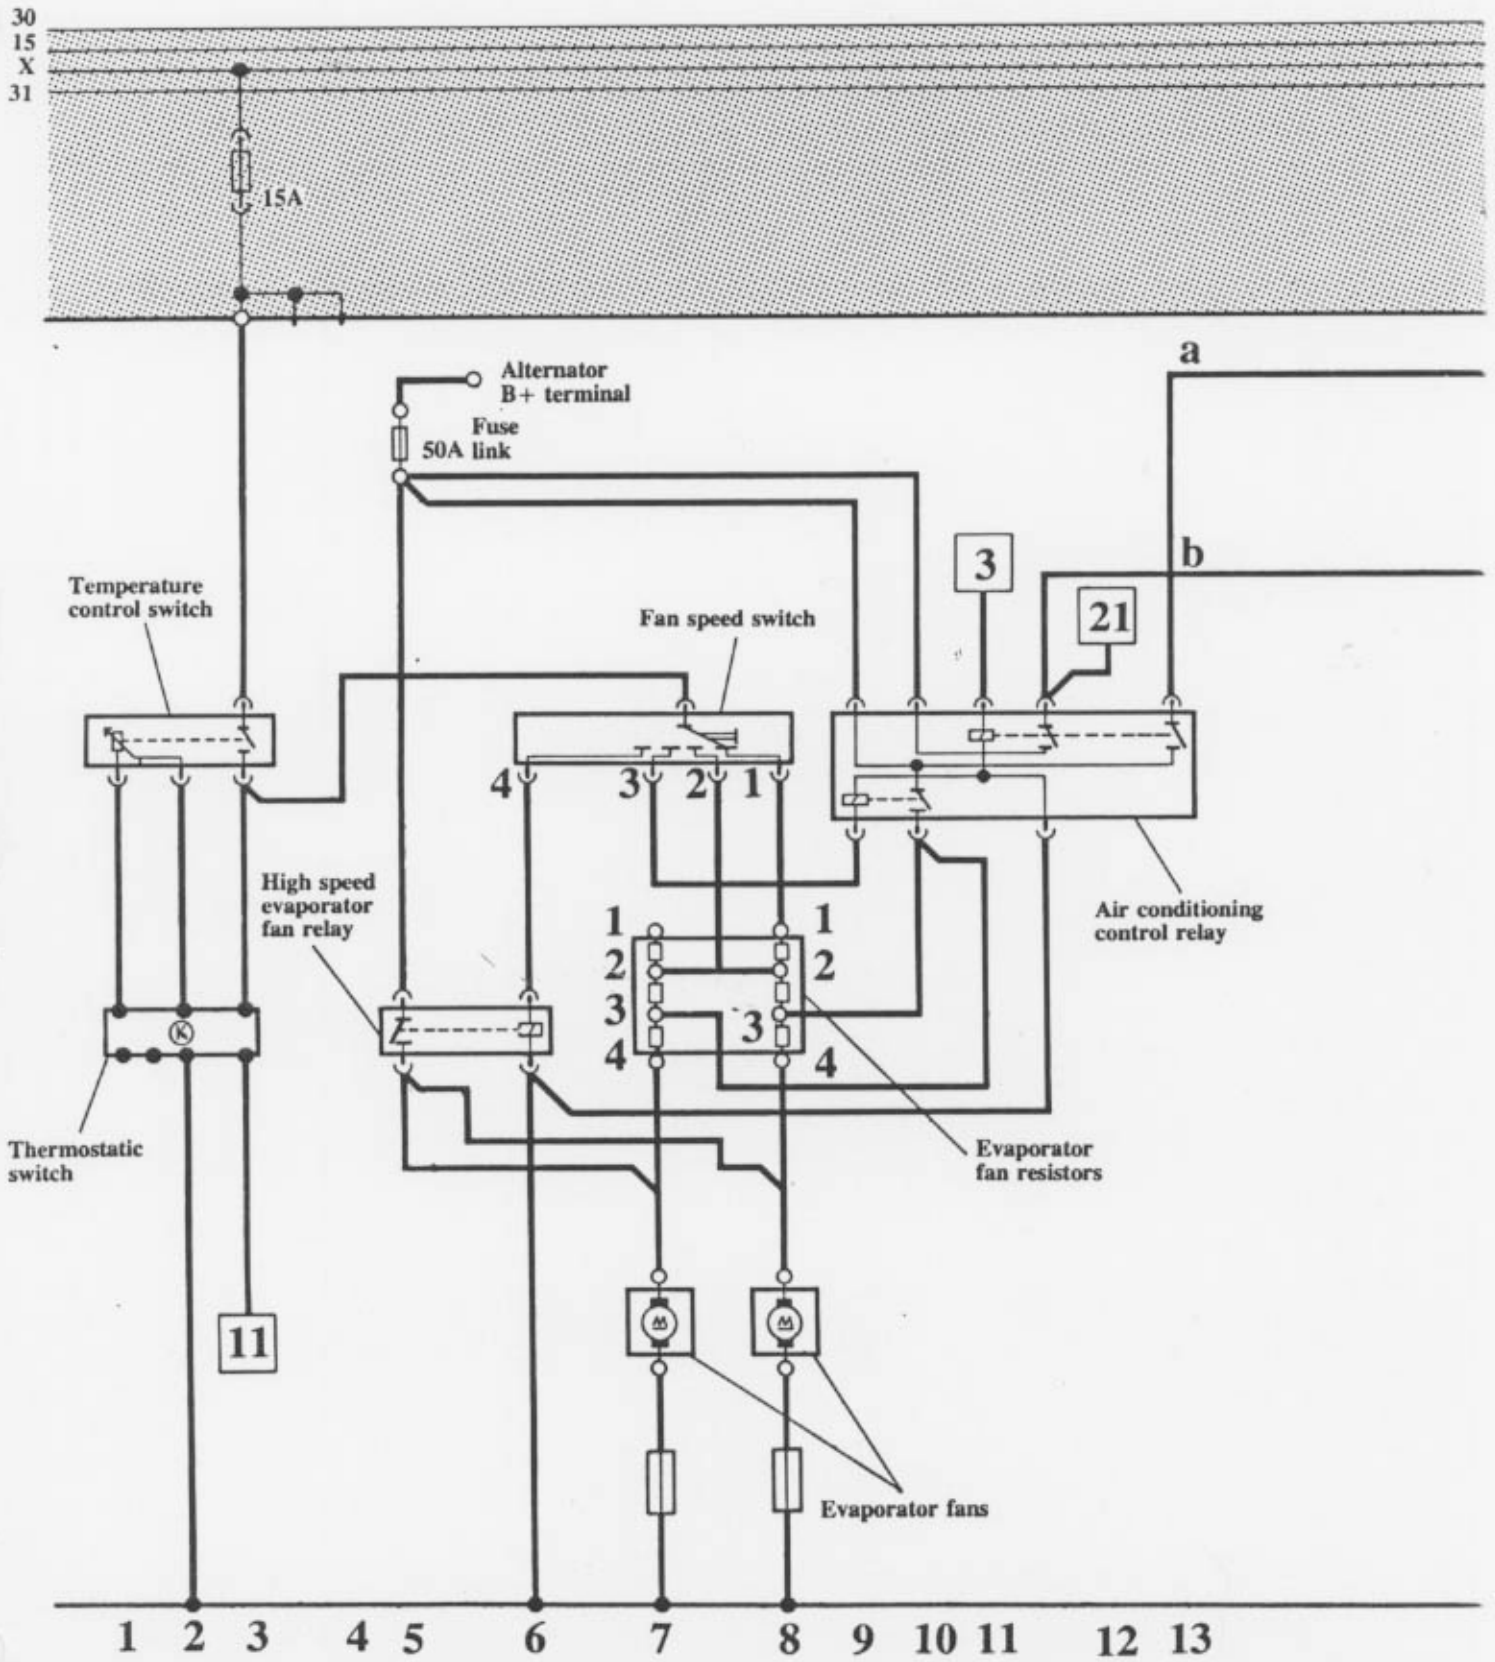 30
15
X
31
15A
a
Alternator
B+ terminal
Fuse
50A link
b
3
21
Temperature
control switch
Fan speed switch
4
3
2
1
High speed
evaporator
fan relay
Air conditioning
control relay
1
1
2
2
3
3
4
4
K
Thermostatic
switch
Evaporator
fan resistors
11
M
M
Evaporator fans
1
2
3
4
5
6
7
8
9
10
11
12
13